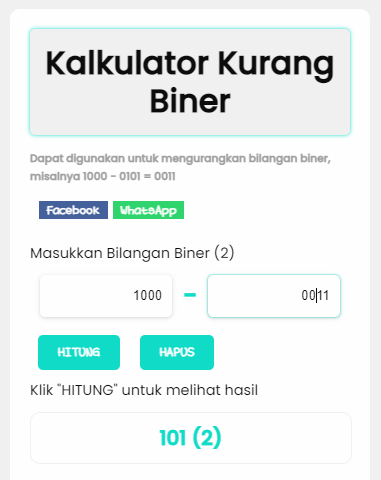 Kalkulator Kurang
Biner
Dapat digunakan untuk mengurangkan bilangan biner,
misalnya 1000 - 0101 = 0011
Facebook WhatsApp
Masukkan Bilangan Biner (2)
1000 - 0011
HITUNG HAPUS
Klik "HITUNG" untuk melihat hasil
101 (2)